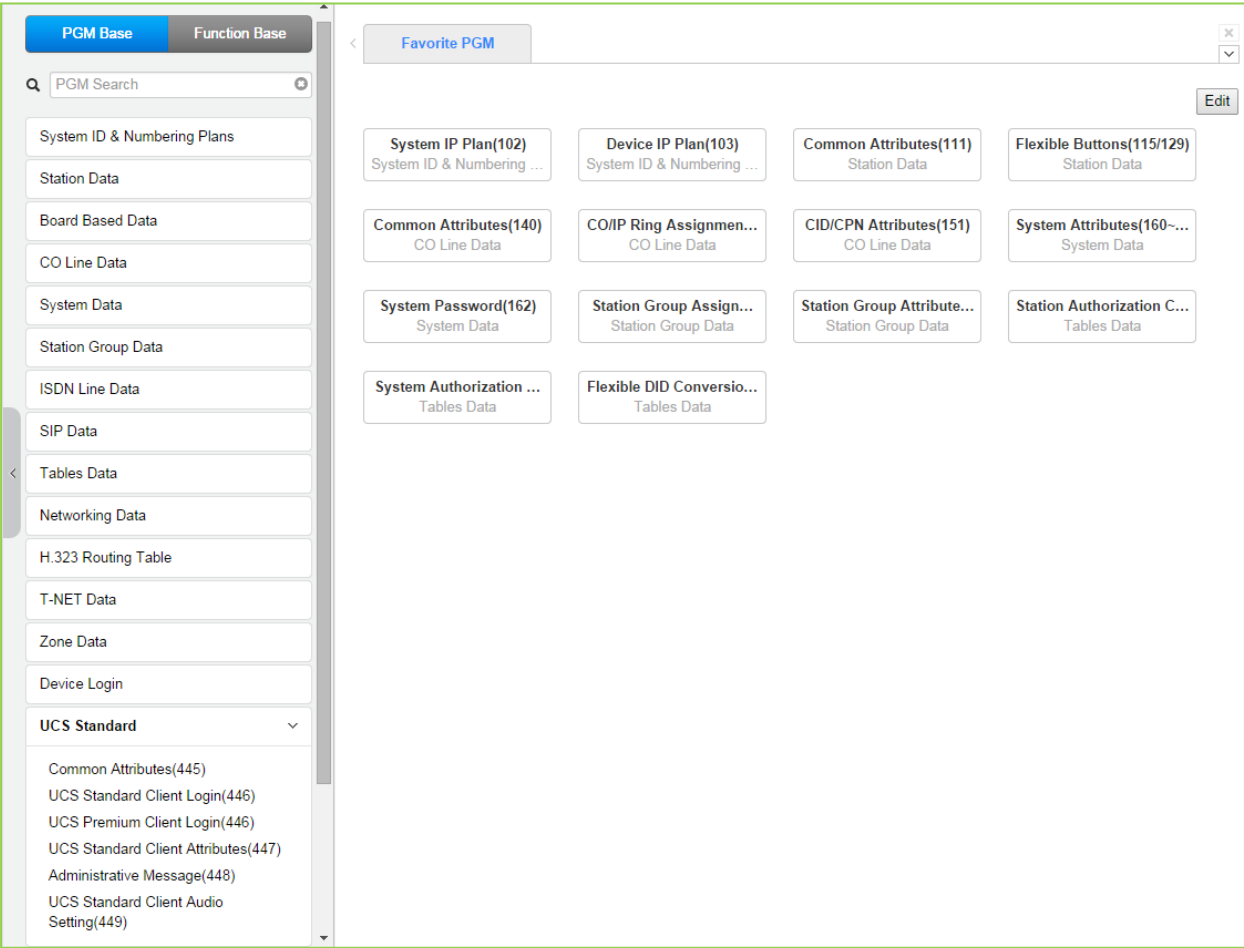 PGM Base
Function Base
PGM Search
System ID & Numbering Plans
Station Data
Board Based Data
CO Line Data
System Data
Station Group Data
ISDN Line Data
SIP Data
Tables Data
Networking Data
H.323 Routing Table
T-NET Data
Zone Data
Device Login
UCS Standard
Common Attributes(445)
UCS Standard Client Login(446)
UCS Premium Client Login(446)
UCS Standard Client Attributes(447)
Administrative Message(448)
UCS Standard Client Audio
Setting(449)
Favorite PGM
Edit
System IP Plan(102)
System ID & Numbering ...
Device IP Plan(103)
System ID & Numbering ...
Common Attributes(111)
Station Data
Flexible Buttons(115/129)
Station Data
Common Attributes(140)
CO Line Data
CO/IP Ring Assignmen...
CO Line Data
CID/CPN Attributes(151)
CO Line Data
System Attributes(160~...
System Data
System Password(162)
System Data
Station Group Assign...
Station Group Data
Station Group Attribute...
Station Group Data
Station Authorization C...
Tables Data
System Authorization ...
Tables Data
Flexible DID Conversio...
Tables Data